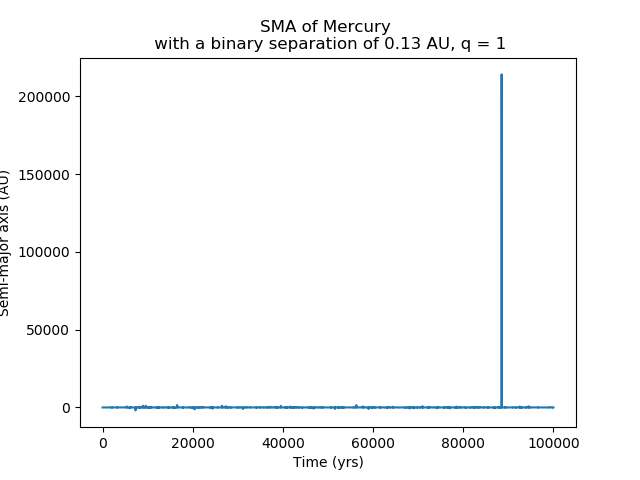 SMA of Mercury
with a binary separation of 0.13 AU, q = 1
200000
150000
100000
50000
0
Semi-major axis (AU)
0 20000 40000 60000 80000 100000
Time (yrs)